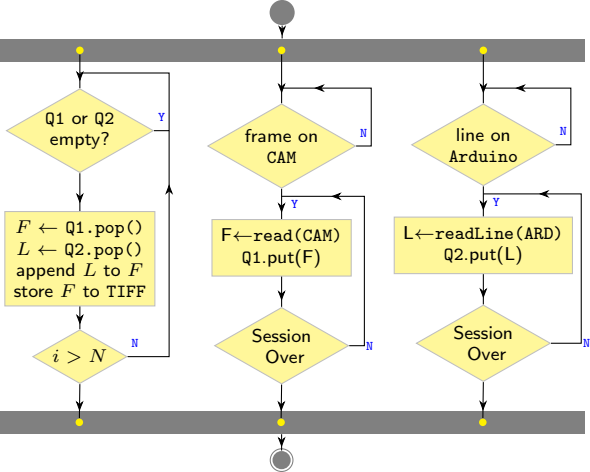 Q1 or Q2
empty?
Y
F ← Q1.pop()
L ← Q2.pop()
append L to F
store F to TIFF
i > N
N
frame on
CAM
N
Y
F←read(CAM)
Q1.put(F)
Session
Over
N
line on
Arduino
N
Y
L←readLine(ARD)
Q2.put(L)
Session
Over
N